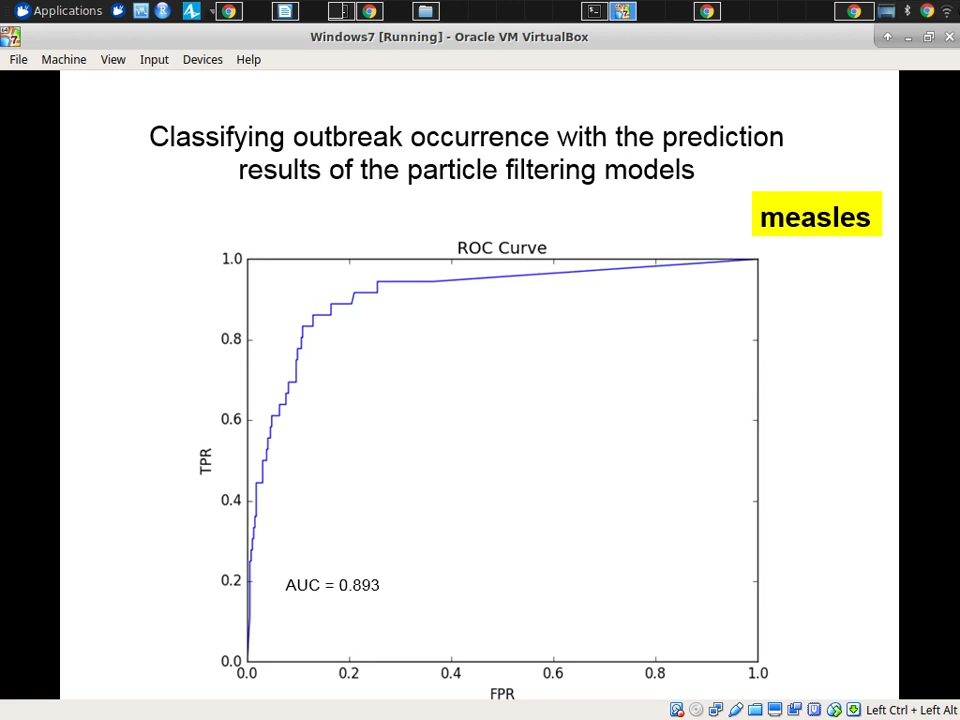 Applications
Windows7 [Running] - Oracle VM VirtualBox
File Machine View Input Devices Help
Classifying outbreak occurrence with the prediction
results of the particle filtering models
measles
ROC Curve
1.0
0.8
0.6
TPR
0.4
0.2
AUC = 0.893
0.0
0.0 0.2 0.4 0.6 0.8 1.0
FPR
Left Ctrl + Left Alt